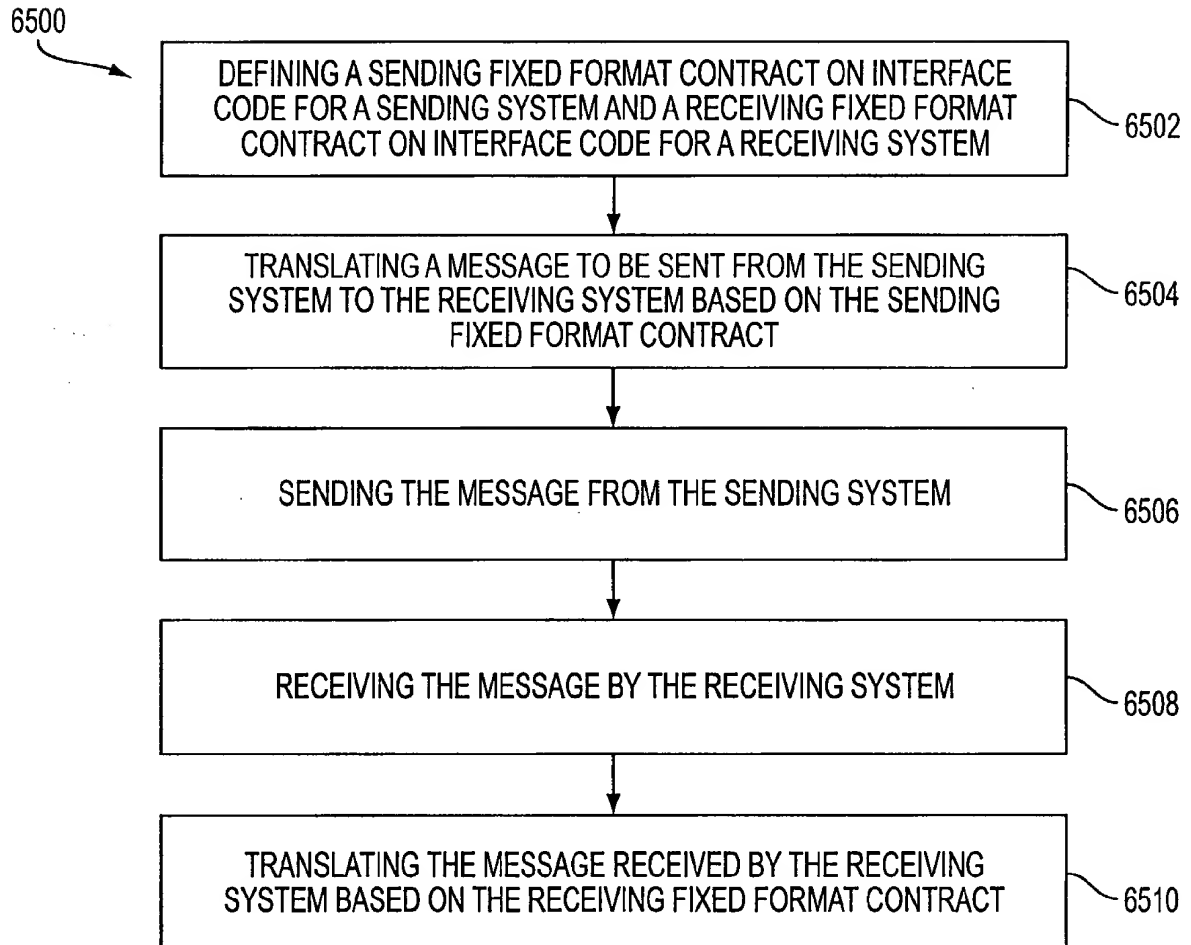 6500
DEFINING A SENDING FIXED FORMAT CONTRACT ON INTERFACE
CODE FOR A SENDING SYSTEM AND A RECEIVING FIXED FORMAT
CONTRACT ON INTERFACE CODE FOR A RECEIVING SYSTEM
6502
TRANSLATING A MESSAGE TO BE SENT FROM THE SENDING
SYSTEM TO THE RECEIVING SYSTEM BASED ON THE SENDING
FIXED FORMAT CONTRACT
6504
SENDING THE MESSAGE FROM THE SENDING SYSTEM
6506
RECEIVING THE MESSAGE BY THE RECEIVING SYSTEM
6508
TRANSLATING THE MESSAGE RECEIVED BY THE RECEIVING
SYSTEM BASED ON THE RECEIVING FIXED FORMAT CONTRACT
6510